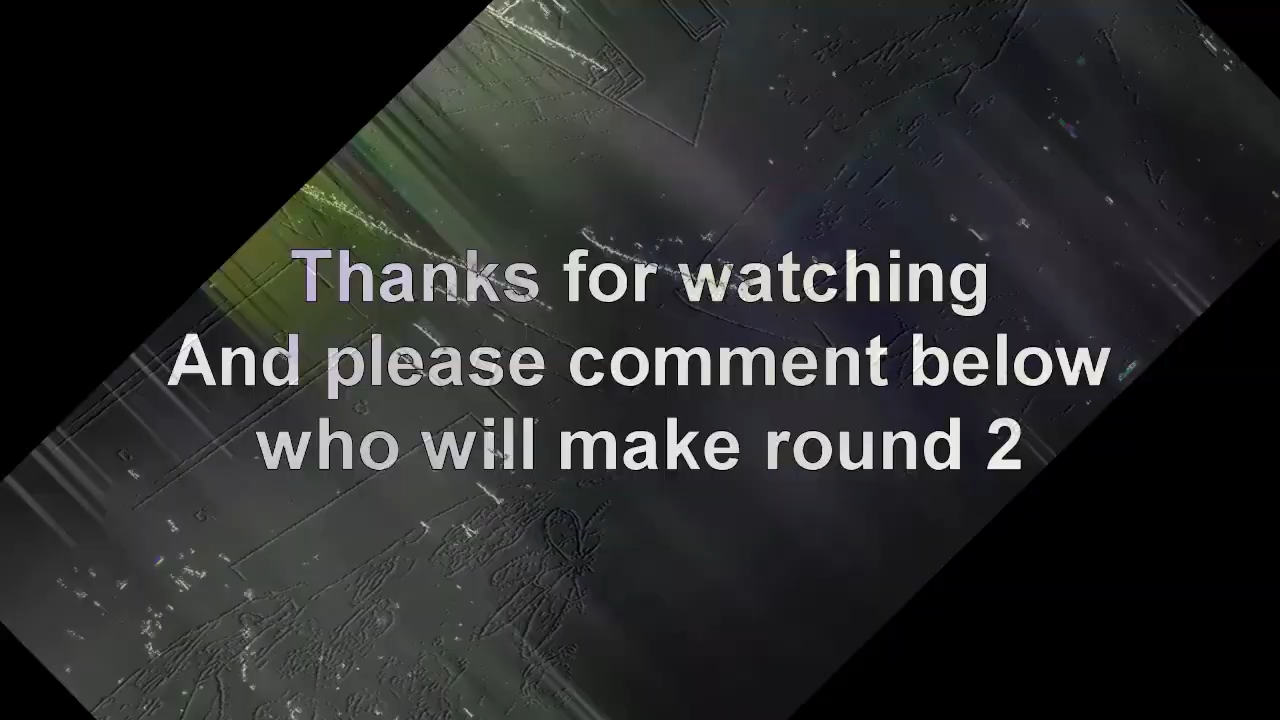 Thanks for watching
And please comment below
who will make round 2